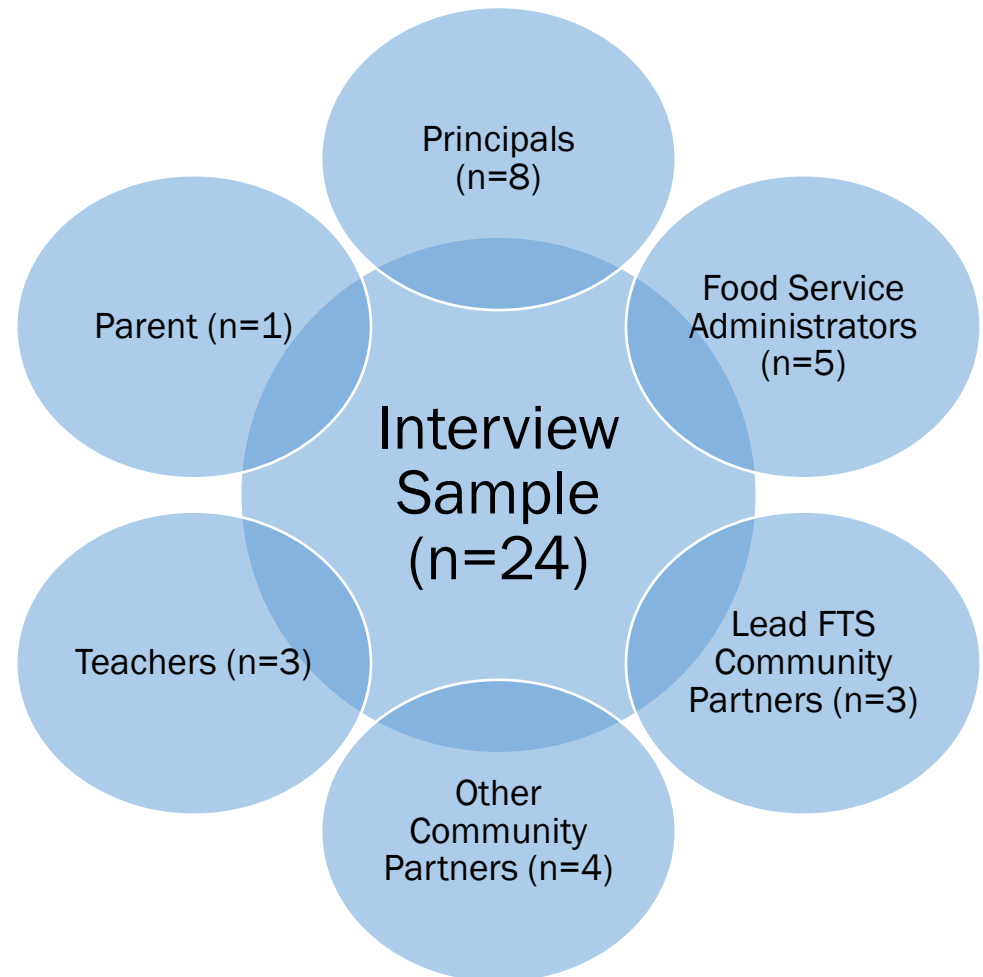 Principals
(n=8)
Food Service
Administrators
(n=5)
Lead FTS
Community
Partners (n=3)
Other
Community
Partners (n=4)
Teachers (n=3)
Parent (n=1)
Interview
Sample
(n=24)